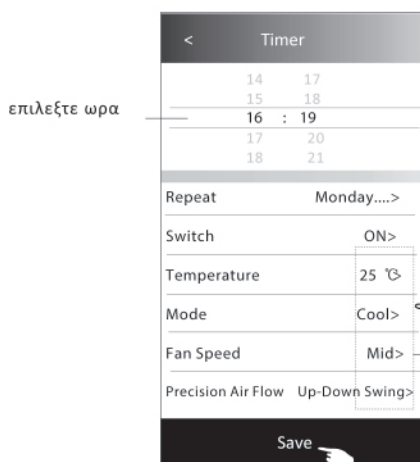 < Timer
14 17
15 18
επιλεξτε ωρα
16 : 19
17 20
18 21
Repeat Monday....>
Switch ON>
Temperature 25 ℃>
Mode Cool>
Fan Speed Mid>
Precision Air Flow Up-Down Swing>
Save